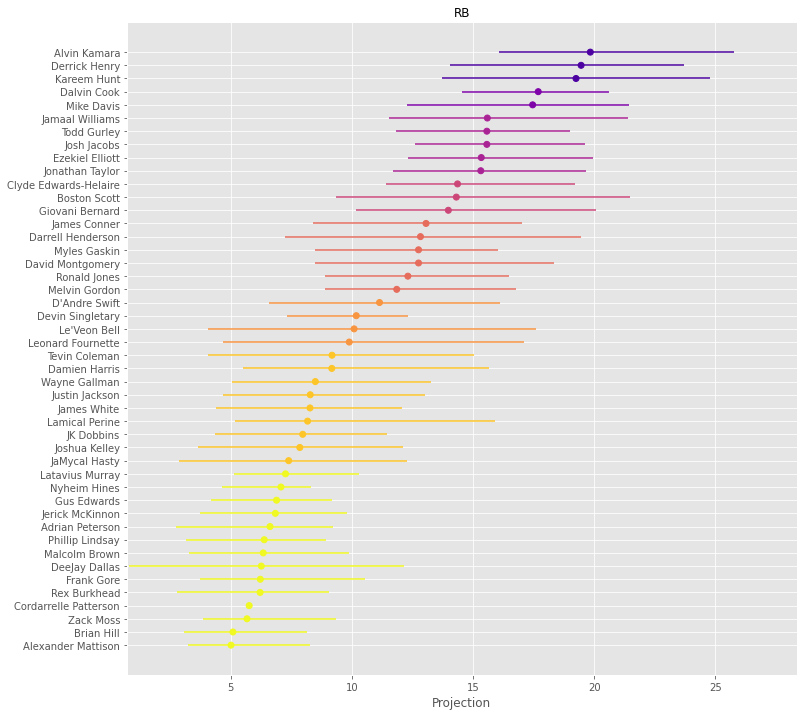 RB
Alvin Kamara
Derrick Henry
Kareem Hunt
Dalvin Cook
Mike Davis
Jamaal Williams
Todd Gurley
Josh Jacobs
Ezekiel Elliott
Jonathan Taylor
Clyde Edwards-Helaire
Boston Scott
Giovani Bernard
James Conner
Darrell Henderson
Myles Gaskin
David Montgomery
Ronald Jones
Melvin Gordon
D'Andre Swift
Devin Singletary
Le'Veon Bell
Leonard Fournette
Tevin Coleman
Damien Harris
Wayne Gallman
Justin Jackson
James White
Lamical Perine
JK Dobbins
Joshua Kelley
JaMycal Hasty
Latavius Murray
Nyheim Hines
Gus Edwards
Jerick McKinnon
Adrian Peterson
Phillip Lindsay
Malcolm Brown
DeeJay Dallas
Frank Gore
Rex Burkhead
Cordarrelle Patterson
Zack Moss
Brian Hill
Alexander Mattison
5 10 15 20 25
Projection